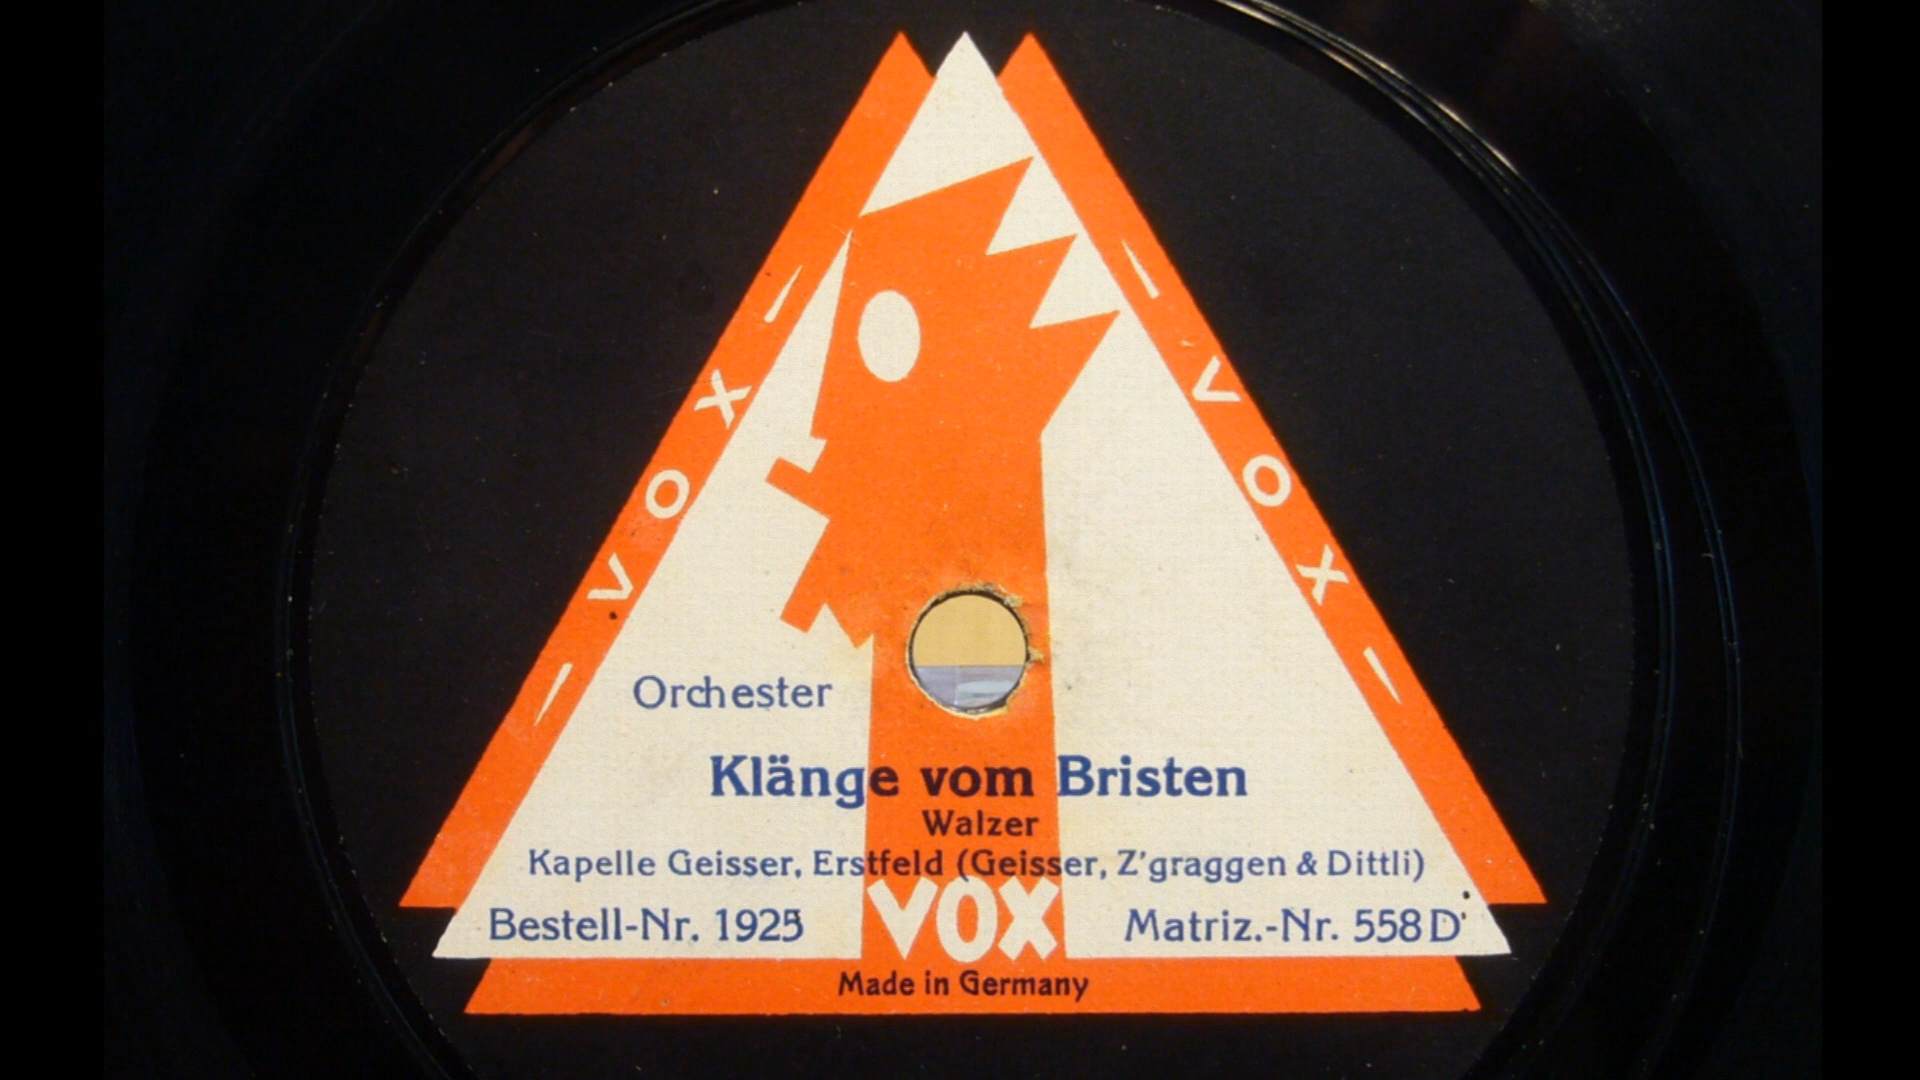 VOX
VOX
Orchester
Klänge vom Bristen
Walzer
Kapelle Geisser, Erstfeld (Geisser, Z'graggen & Dittli)
Bestell-Nr. 1925
VOX
Matriz.-Nr. 558 D
Made in Germany